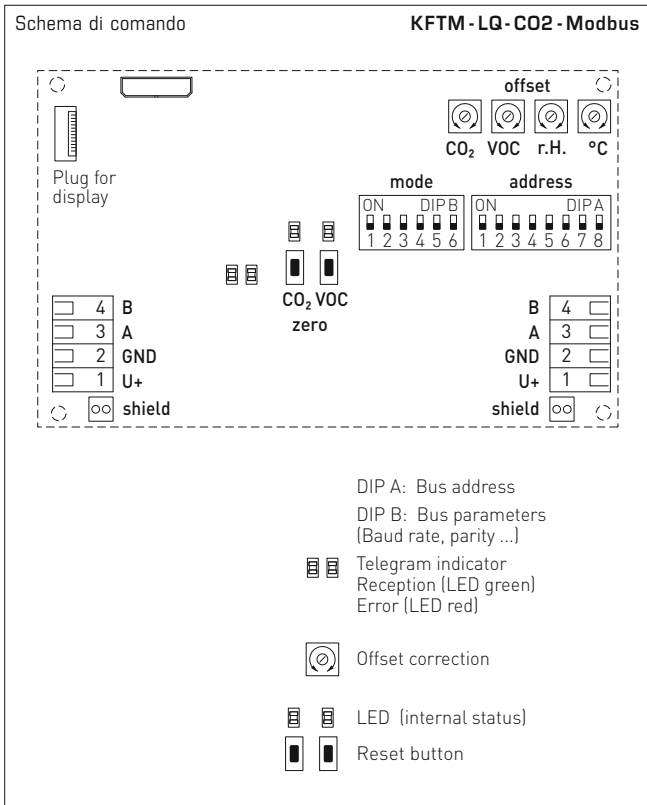 Schema di comando KFTM - LQ - CO2 - Modbus
offset
CO₂ VOC r.H. °C
Plug for
display
mode address
ON DIP B ON DIP A
1 2 3 4 5 6 1 2 3 4 5 6 7 8
CO₂ VOC
zero
4 B B 4
3 A A 3
2 GND GND 2
1 U+ U+ 1
shield shield
DIP A: Bus address
DIP B: Bus parameters
(Baud rate, parity ...)
Telegram indicator
Reception (LED green)
Error (LED red)
Offset correction
LED (internal status)
Reset button